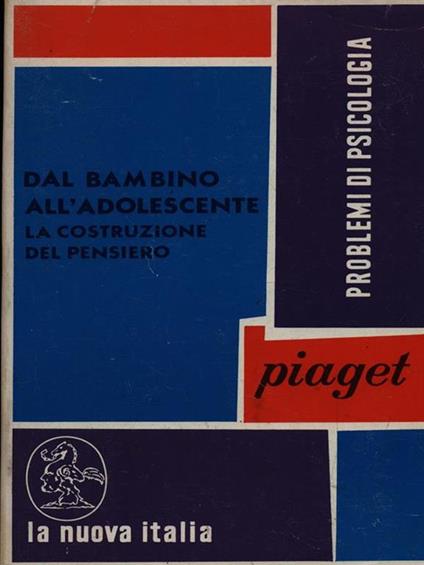 DAL BAMBINO
ALL'ADOLESCENTE
LA COSTRUZIONE
DEL PENSIERO
PROBLEMI DI PSICOLOGIA
piaget
la nuova italia